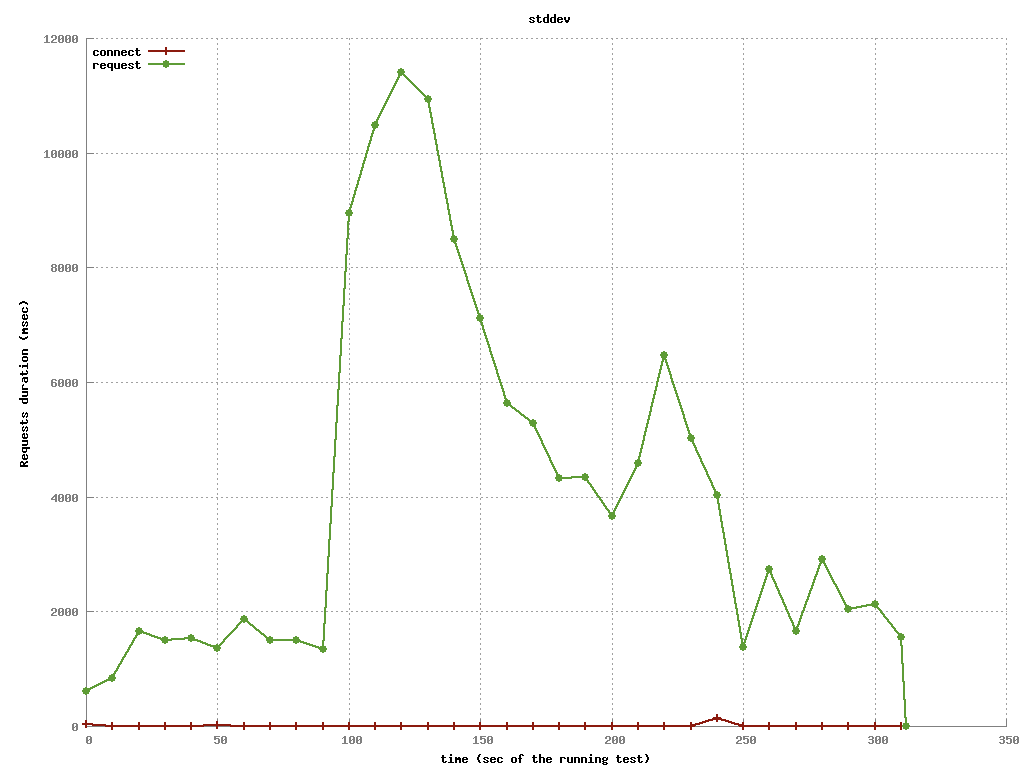 stddev
12000
connect
request
10000
8000
6000
4000
2000
0
Requests duration (msec)
0 50 100 150 200 250 300 350
time (sec of the running test)